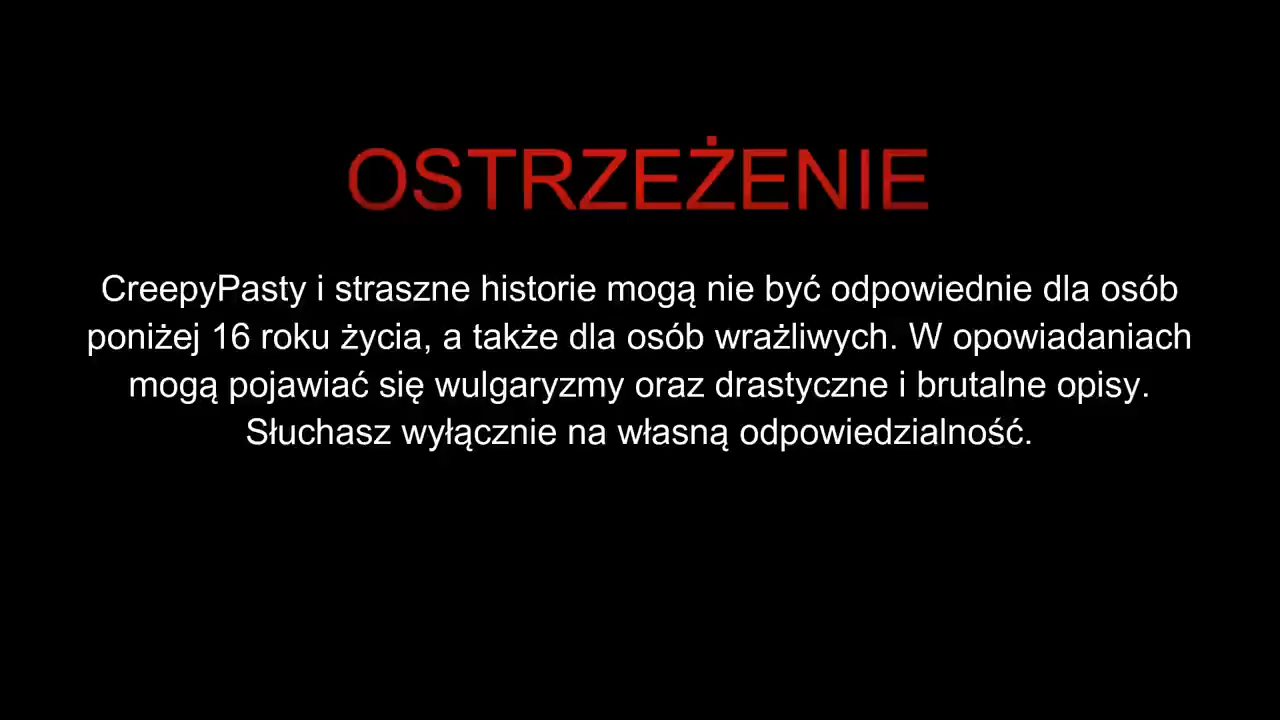 OSTRZEŻENIE
CreepyPasty i straszne historie mogą nie być odpowiednie dla osób
poniżej 16 roku życia, a także dla osób wrażliwych. W opowiadaniach
mogą pojawiać się wulgaryzmy oraz drastyczne i brutalne opisy.
Słuchasz wyłącznie na własną odpowiedzialność.